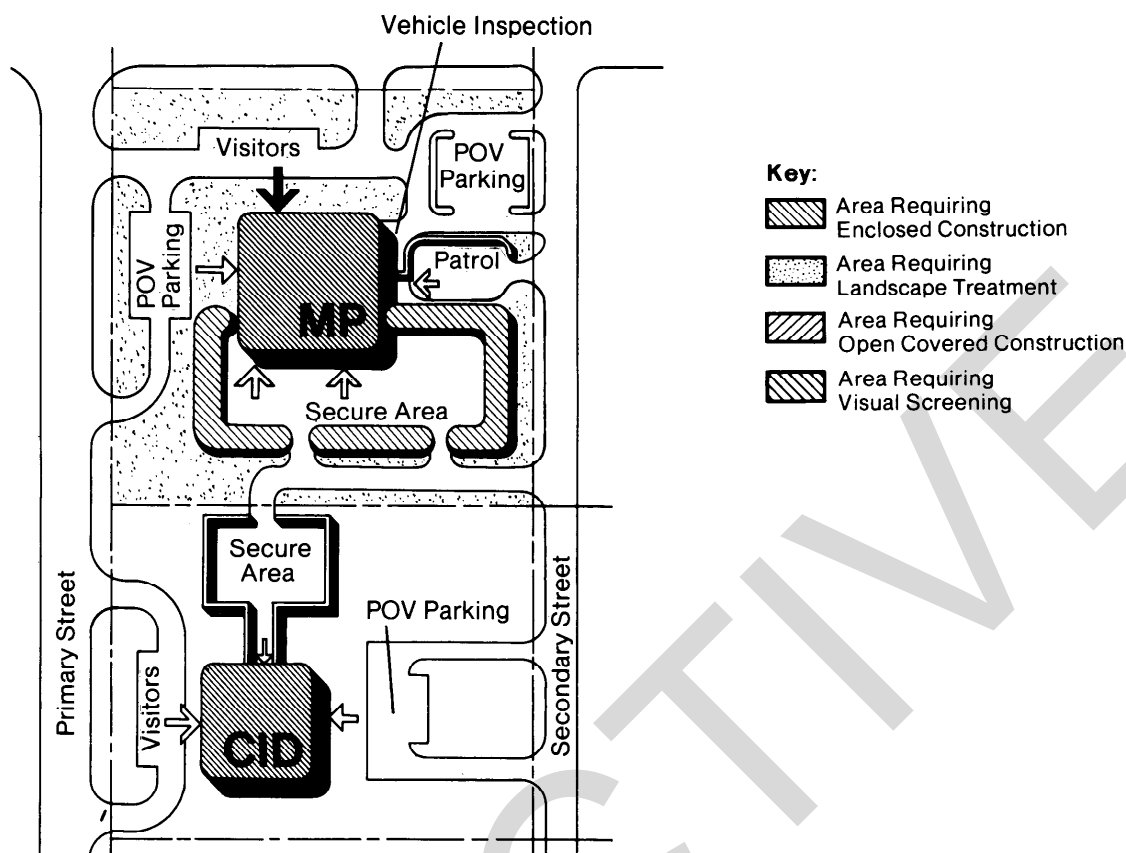 Vehicle Inspection
Visitors
POV
Parking
POV
Parking
Patrol
MP
Secure Area
Secure
Area
POV Parking
Primary Street
Visitors
CID
Secondary Street
Key:
Area Requiring
Enclosed Construction
Area Requiring
Landscape Treatment
Area Requiring
Open Covered Construction
Area Requiring
Visual Screening
CTIVE